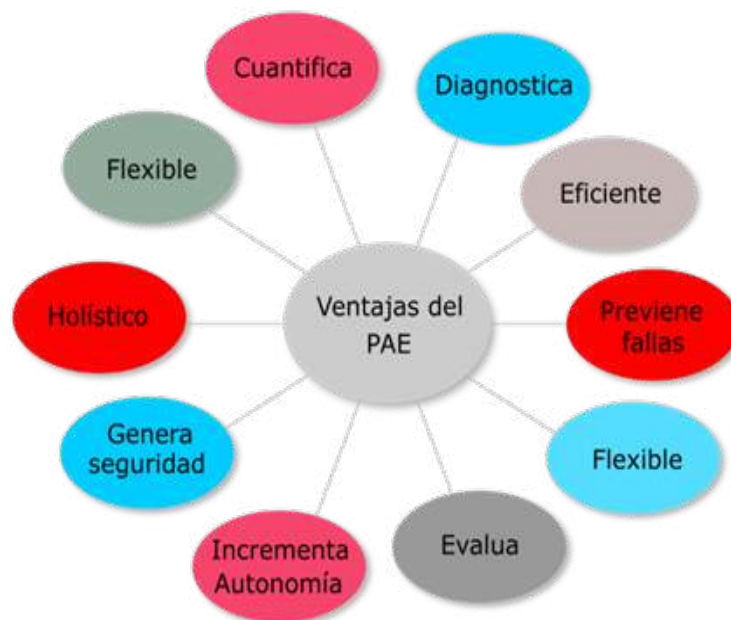 Cuantifica
Diagnostica
Flexible
Eficiente
Holístico
Ventajas del
PAE
Previene
fallas
Genera
seguridad
Flexible
Incrementa
Autonomía
Evalua